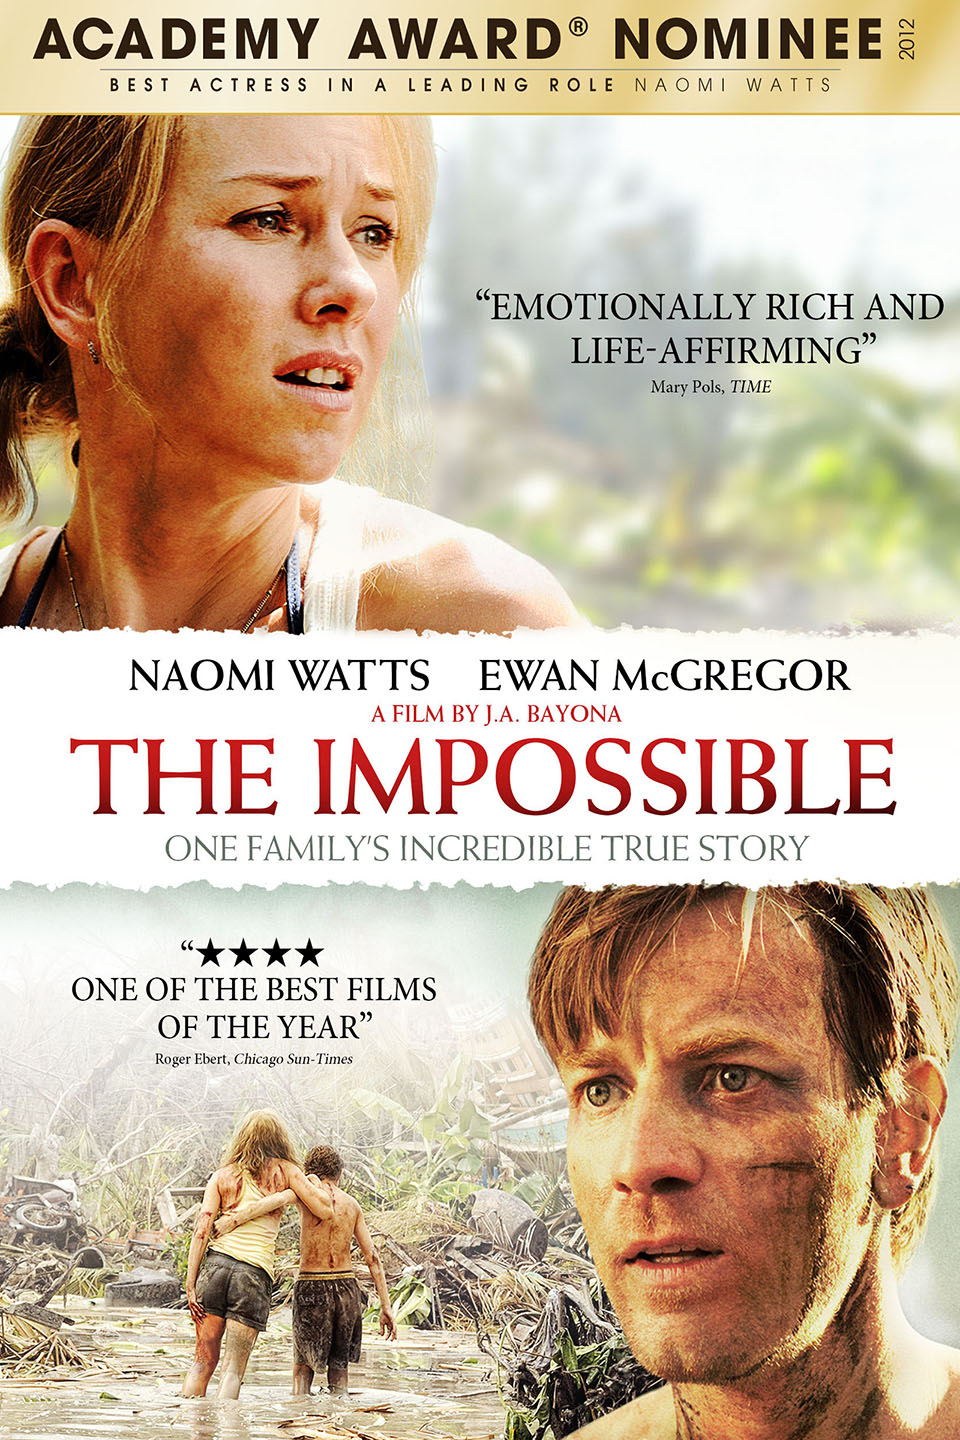 ACADEMY AWARD® NOMINEE 2012
BEST ACTRESS IN A LEADING ROLE NAOMI WATTS
“EMOTIONALLY RICH AND
LIFE-AFFIRMING”
Mary Pols, TIME
NAOMI WATTS EWAN McGREGOR
A FILM BY J.A. BAYONA
THE IMPOSSIBLE
ONE FAMILY’S INCREDIBLE TRUE STORY
“★★★★
ONE OF THE BEST FILMS
OF THE YEAR”
Roger Ebert, Chicago Sun-Times